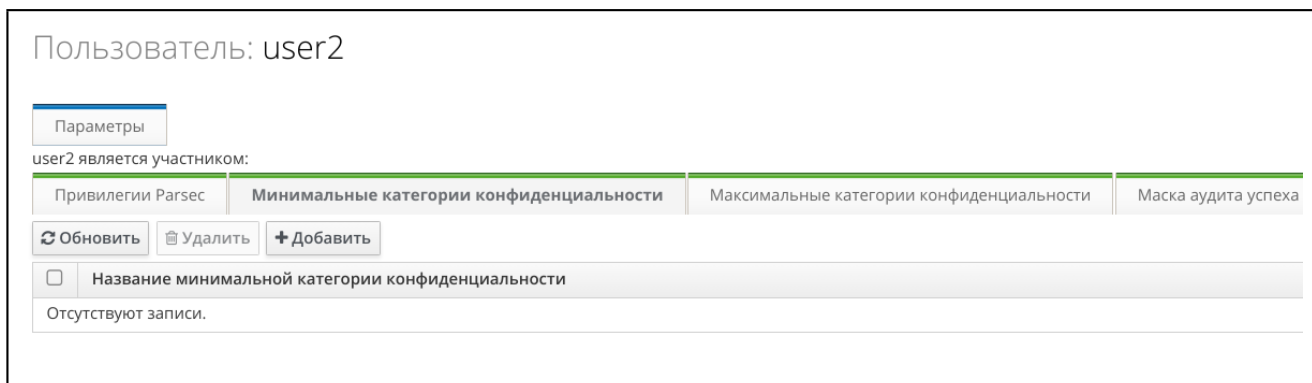 Пользователь: user2
Параметры
user2 является участником:
Привилегии Parsec Минимальные категории конфиденциальности Максимальные категории конфиденциальности Маска аудита успеха
Обновить Удалить Добавить
Название минимальной категории конфиденциальности
Отсутствуют записи.